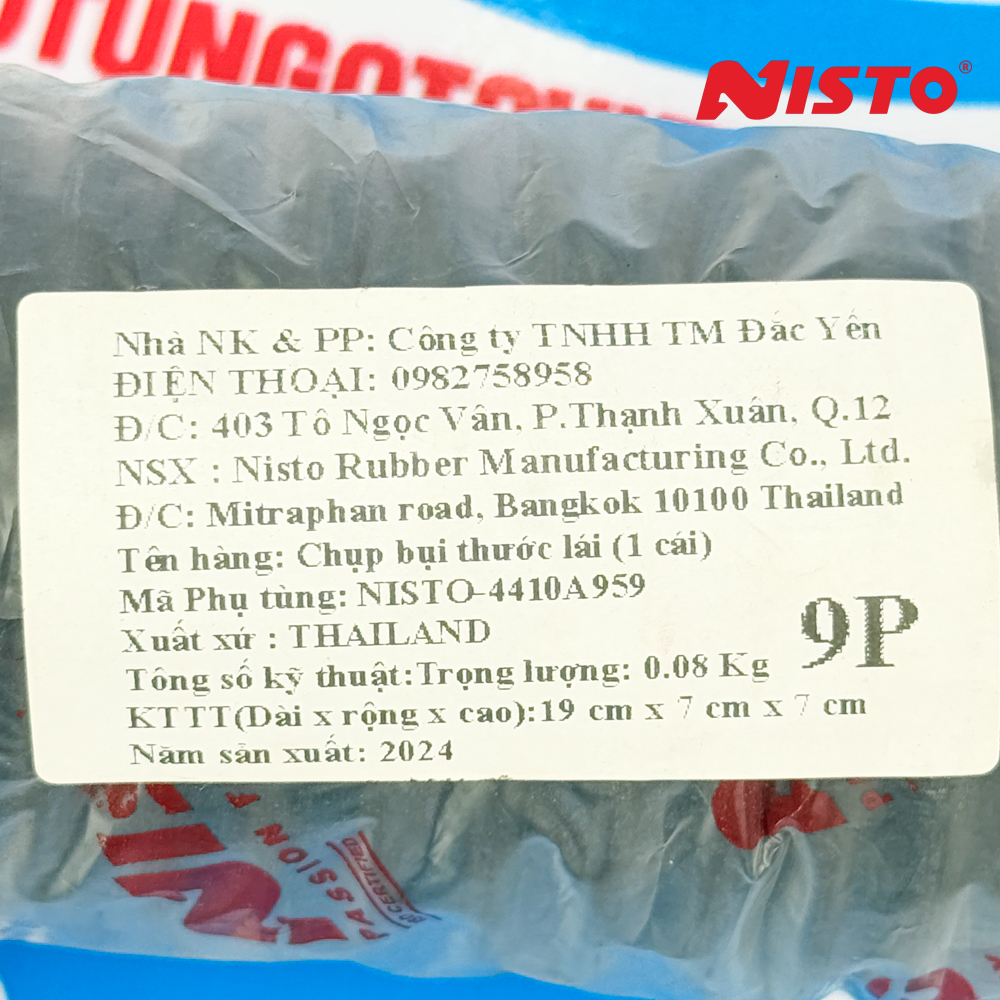 NISTO®
Nhà NK & PP: Công ty TNHH TM Đắc Yến
ĐIỆN THOẠI: 0982758958
Đ/C: 403 Tô Ngọc Vân, P.Thạnh Xuân, Q.12
NSX : Nisto Rubber Manufacturing Co., Ltd.
Đ/C: Mitraphan road, Bangkok 10100 Thailand
Tên hàng: Chụp bụi thước lái (1 cái)
Mã Phụ tùng: NISTO-4410A959
Xuất xứ : THAILAND
9P
Tông số kỹ thuật:Trọng lượng: 0.08 Kg
KTTT(Dài x rộng x cao):19 cm x 7 cm x 7 cm
Năm sản xuất: 2024
PASSION
CERTIFIED